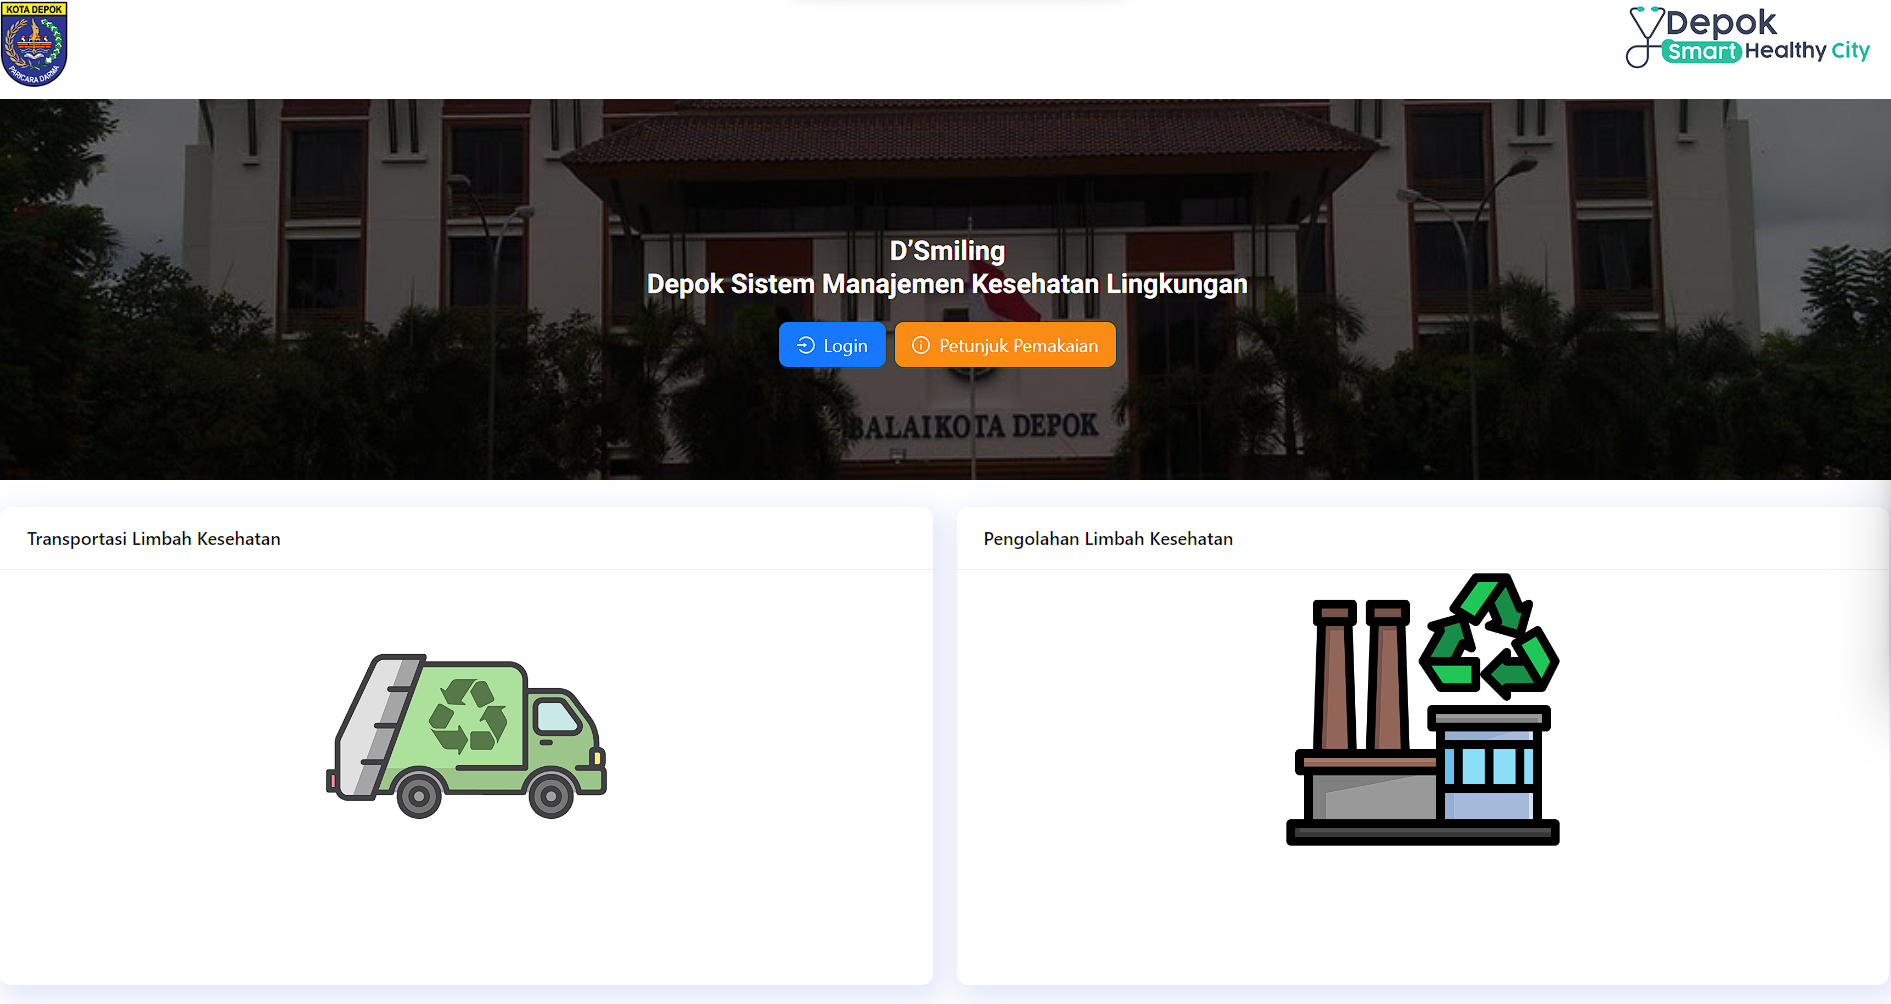 KOTA DEPOK
PARICARA DARMA
Depok
Smart Healthy City
D’Smiling
Depok Sistem Manajemen Kesehatan Lingkungan
Login
Petunjuk Pemakaian
BALAIKOTA DEPOK
Transportasi Limbah Kesehatan
Pengolahan Limbah Kesehatan